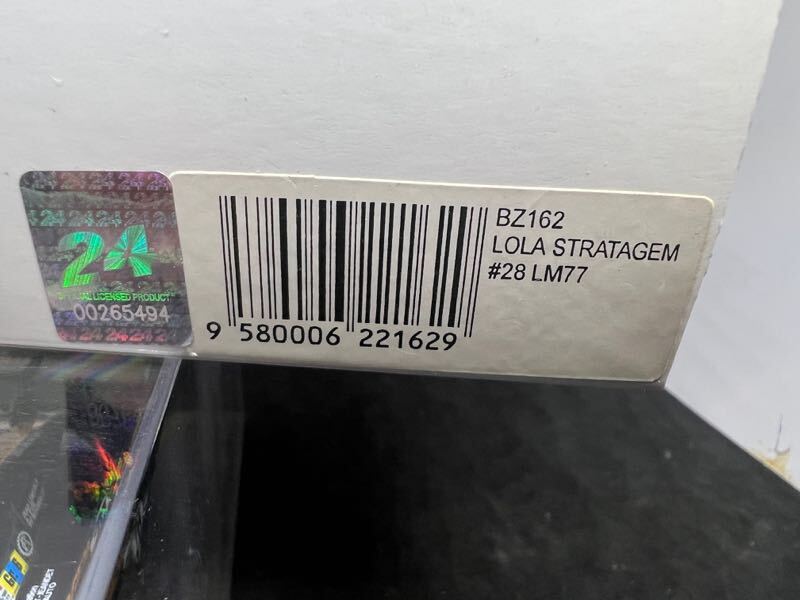 24
OFFICIAL LICENSED PRODUCT
00265494
9 580006 221629
BZ162
LOLA STRATAGEM
#28 LM77